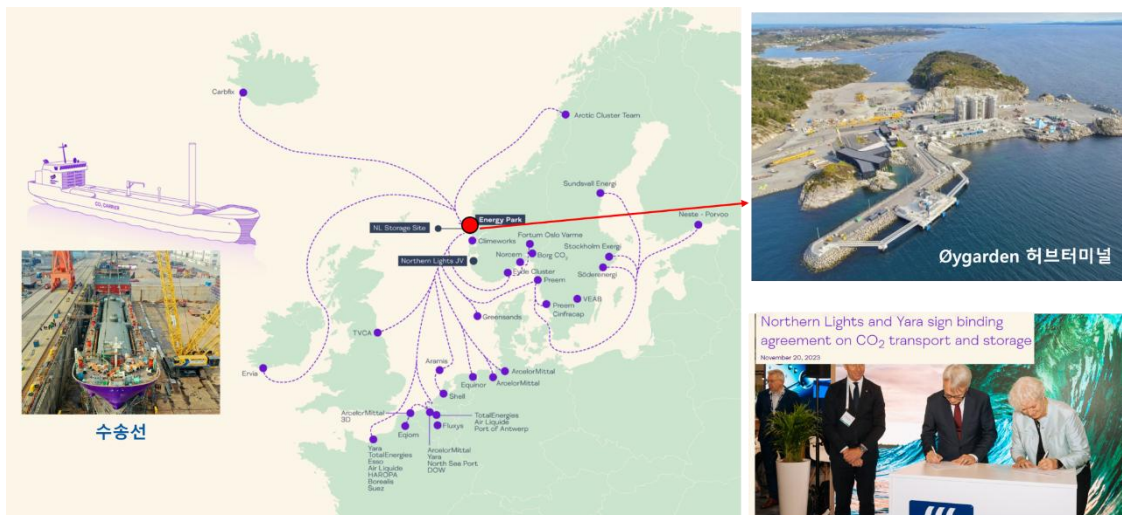 Carbfix
CO₂ CARRIER
Arctic Cluster Team
Sundsvall Energi
Energy Park
NL Storage Site
Neste - Porvoo
Climeworks
Fortum Oslo Varme
Norcem
Borg CO₂
Stockholm Exergi
Northern Lights JV
Eyde Cluster
Preem
Söderenergi
VEAB
Preem
Cinfracap
Greensands
TVCA
Aramis
ArcelorMittal
Equinor
ArcelorMittal
Ervia
Shell
ArcelorMittal
3D
TotalEnergies
Air Liquide
Port of Antwerp
Eqiom
Fluxys
Yara
TotalEnergies
Esso
Air Liquide
HAROPA
Borealis
Suez
ArcelorMittal
Yara
North Sea Port
DOW
수송선
Øygarden 허브터미널
Northern Lights and Yara sign binding
agreement on CO₂ transport and storage
November 20, 2023